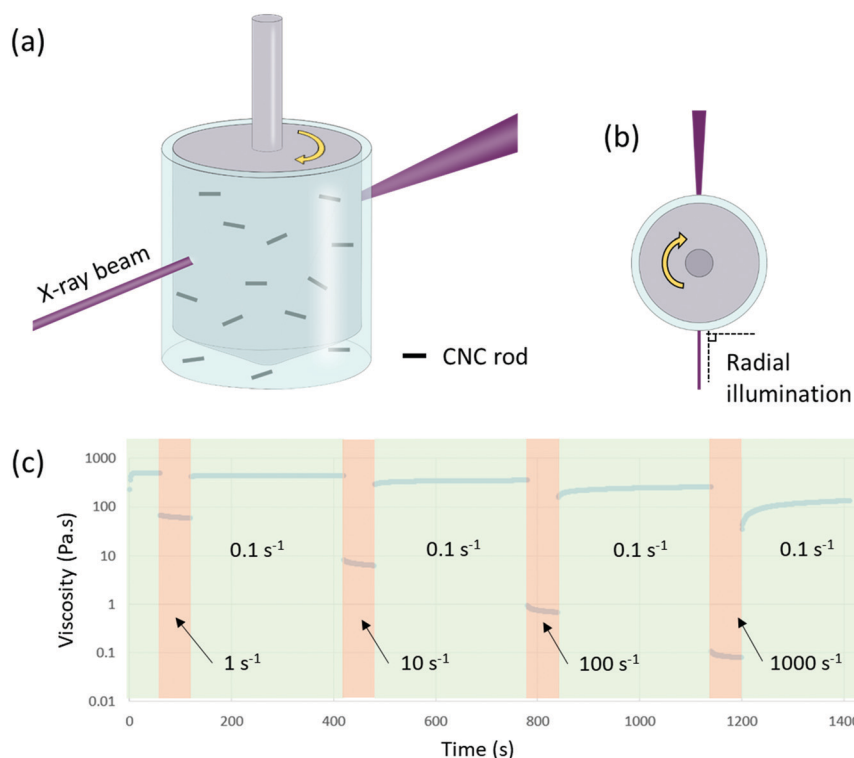 (a)
X-ray beam
CNC rod
(b)
Radial
illumination
(c)
Viscosity (Pa.s)
1000
100
10
1
0.1
0.01
0.1 s⁻¹
0.1 s⁻¹
0.1 s⁻¹
0.1 s⁻¹
1 s⁻¹
10 s⁻¹
100 s⁻¹
1000 s⁻¹
0
200
400
600
800
1000
1200
1400
Time (s)